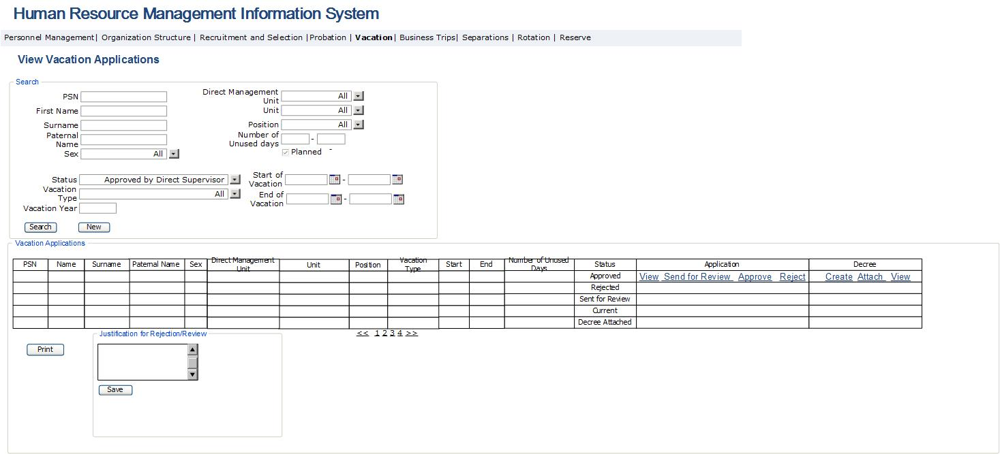 Human Resource Management Information System
Personnel Management| Organization Structure | Recruitment and Selection |Probation | Vacation| Business Trips| Separations | Rotation | Reserve
View Vacation Applications
Search
PSN
First Name
Surname
Paternal
Name
Sex All
Direct Management
Unit All
Unit All
Position All
Number of
Unused days -
Planned -
Status Approved by Direct Supervisor
Vacation
Type All
Vacation Year
Start of
Vacation -
End of
Vacation -
Search New
Vacation Applications
PSN Name Surname Paternal Name Sex Direct Management Unit Unit Position Vacation Type Start End Number of Unused Days Status Application Decree
Approved View Send for Review Approve Reject Create Attach View
Rejected
Sent for Review
Current
Decree Attached
<< 1 2 3 4 >>
Print
Justification for Rejection/Review
Save